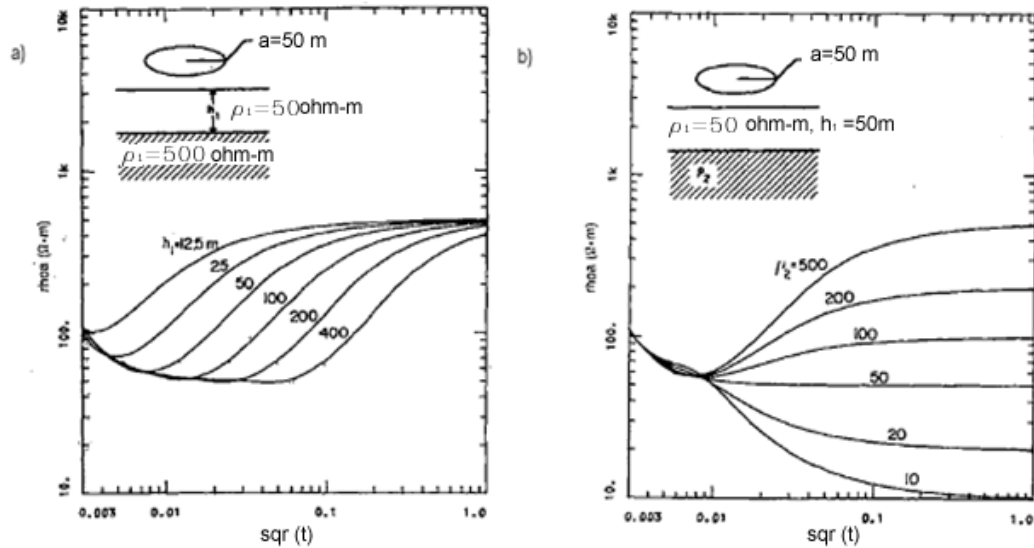 a)
10k
a=50 m
h₁ ρ₁=50ohm-m
ρ₁=500 ohm-m
1k
rhoa (Ω·m)
h₁=12.5 m
25
50
100
200
400
100.
10.
0.003 0.01 0.1 1.0
sqr (t)
b)
10k
a=50 m
ρ₁=50 ohm-m, h₁ =50m
ρ₂
1k
rhoa (Ω·m)
ρ₂=500
200
100
50
20
10
100.
10.
0.003 0.01 0.1 1.0
sqr (t)